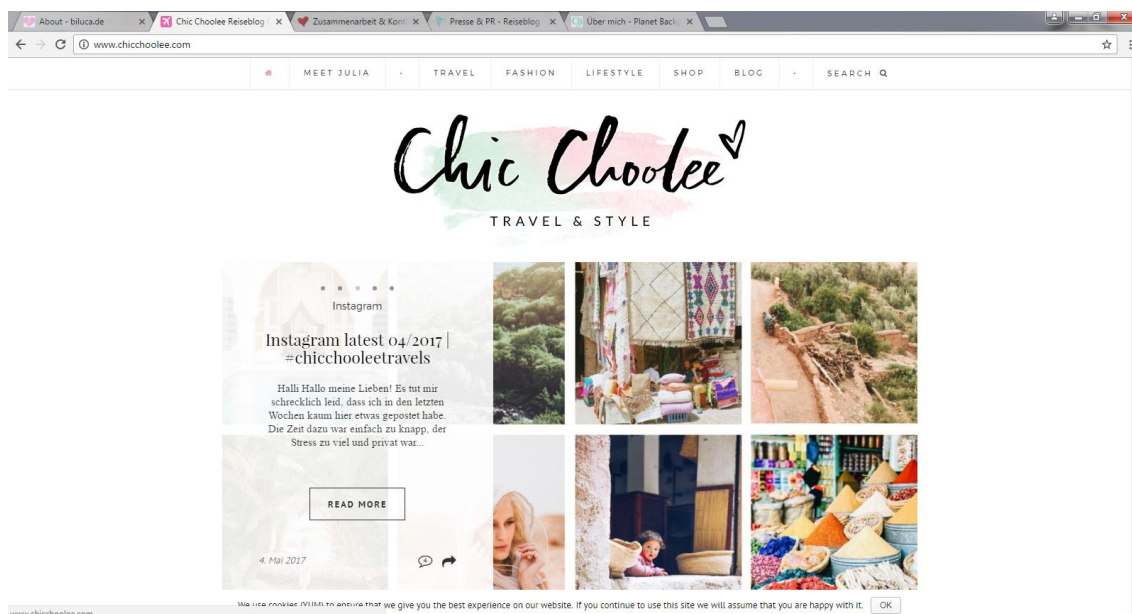 About - biluca.de
Chic Choolee Reiseblog
Zusammenarbeit & Kont
Presse & PR - Reiseblog
Über mich - Planet Back
www.chicchoolee.com
MEET JULIA · TRAVEL FASHION LIFESTYLE SHOP BLOG · SEARCH
Chic Choolee
TRAVEL & STYLE
Instagram
Instagram latest 04/2017 |
#chicchooleetravels
Halli Hallo meine Lieben! Es tut mir
schrecklich leid, dass ich in den letzten
Wochen kaum hier etwas gepostet habe.
Die Zeit dazu war einfach zu knapp, der
Stress zu viel und privat war...
READ MORE
4. Mai 2017
4
We use cookies (YUM) to ensure that we give you the best experience on our website. If you continue to use this site we will assume that you are happy with it. OK
www.chicchoolee.com